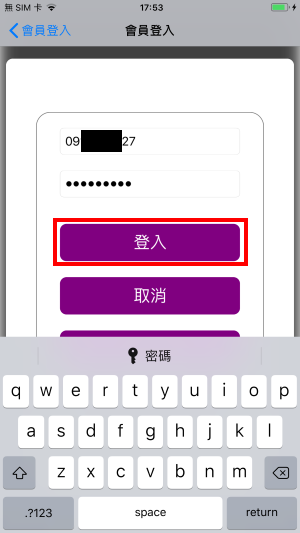 無 SIM 卡 17:53
會員登入 會員登入
09 27
•••••••••
登入
取消
密碼
q w e r t y u i o p
a s d f g h j k l
z x c v b n m
.?123 space return